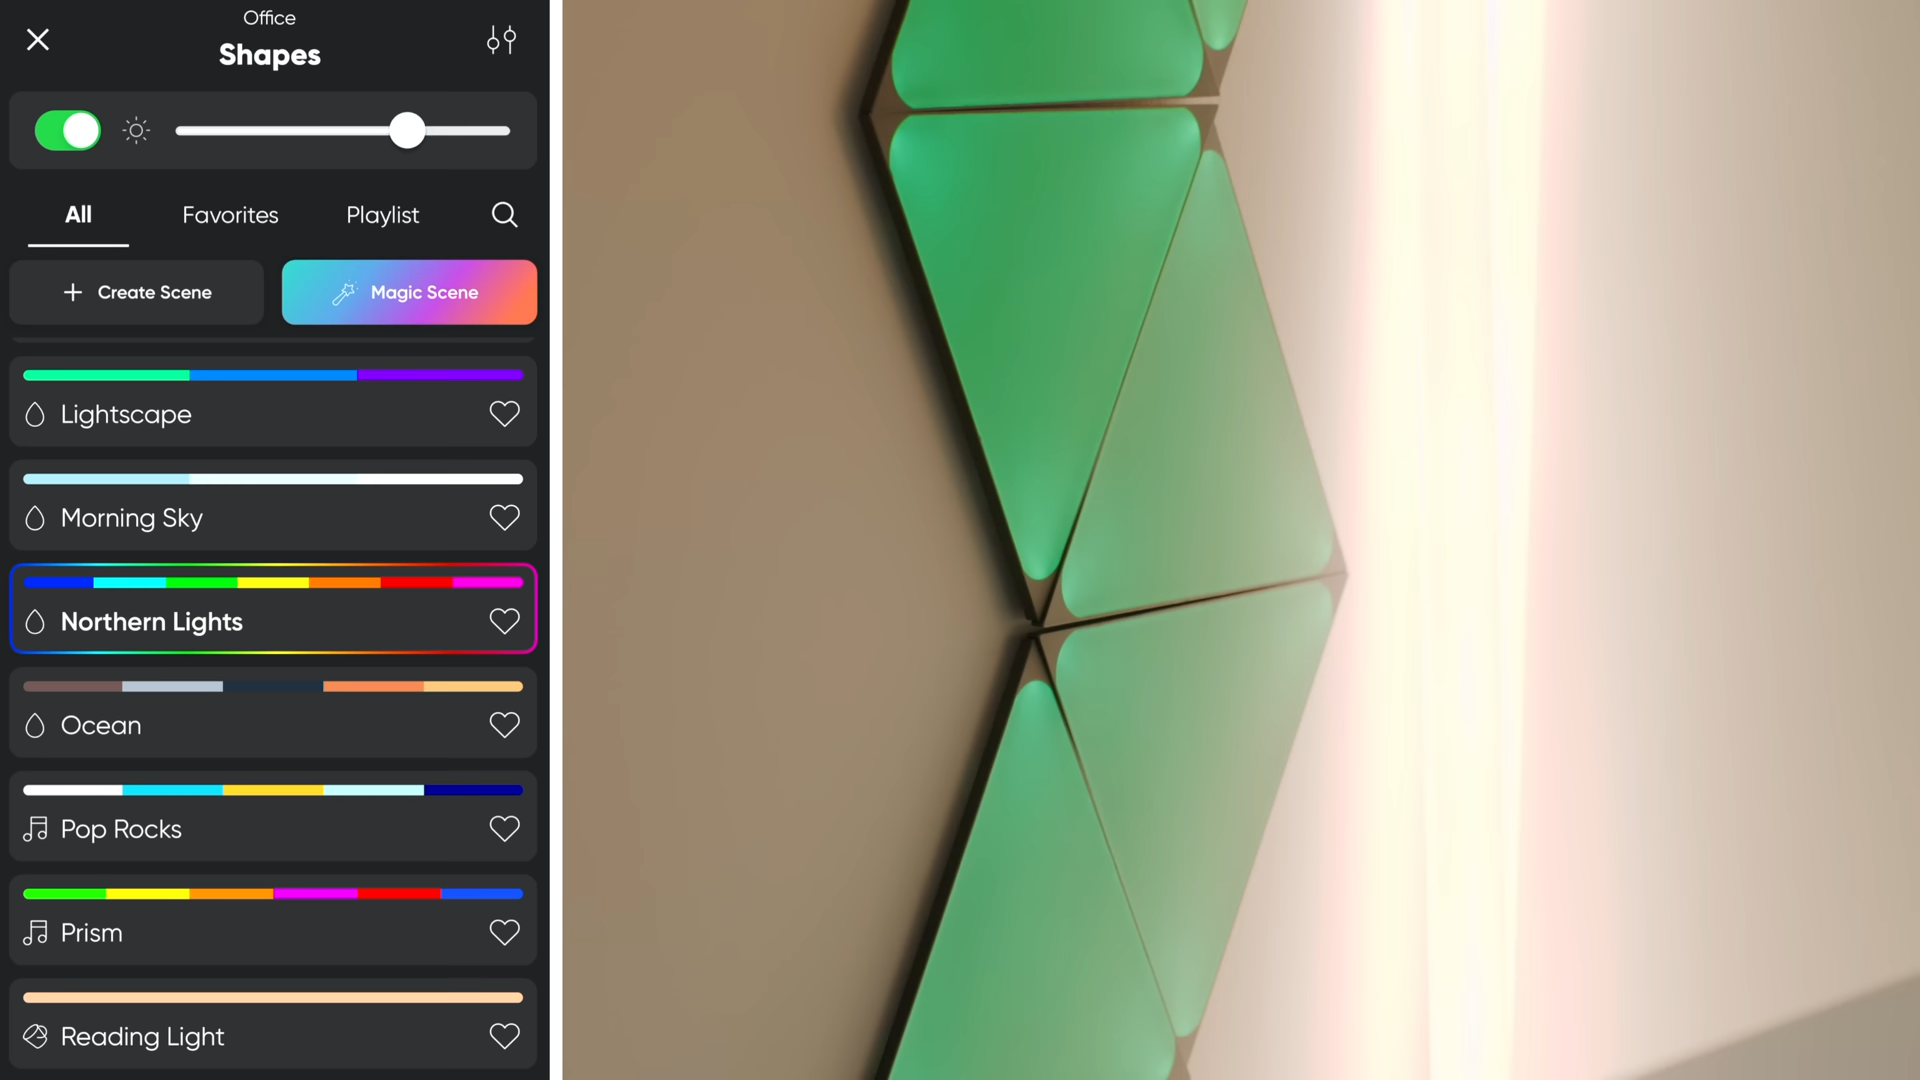 Office
Shapes
All Favorites Playlist
Create Scene Magic Scene
Lightscape
Morning Sky
Northern Lights
Ocean
Pop Rocks
Prism
Reading Light